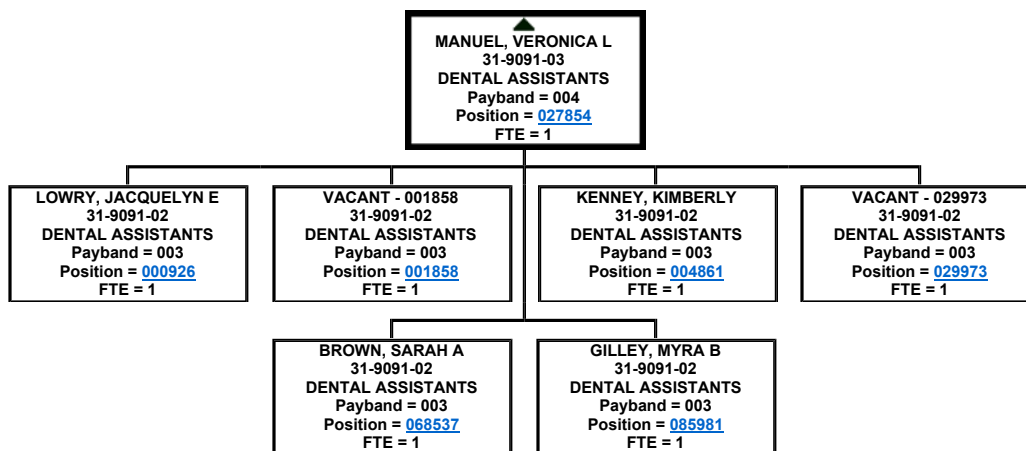 MANUEL, VERONICA L
31-9091-03
DENTAL ASSISTANTS
Payband = 004
Position = 027854
FTE = 1
LOWRY, JACQUELYN E
31-9091-02
DENTAL ASSISTANTS
Payband = 003
Position = 000926
FTE = 1
VACANT - 001858
31-9091-02
DENTAL ASSISTANTS
Payband = 003
Position = 001858
FTE = 1
KENNEY, KIMBERLY
31-9091-02
DENTAL ASSISTANTS
Payband = 003
Position = 004861
FTE = 1
VACANT - 029973
31-9091-02
DENTAL ASSISTANTS
Payband = 003
Position = 029973
FTE = 1
BROWN, SARAH A
31-9091-02
DENTAL ASSISTANTS
Payband = 003
Position = 068537
FTE = 1
GILLEY, MYRA B
31-9091-02
DENTAL ASSISTANTS
Payband = 003
Position = 085981
FTE = 1